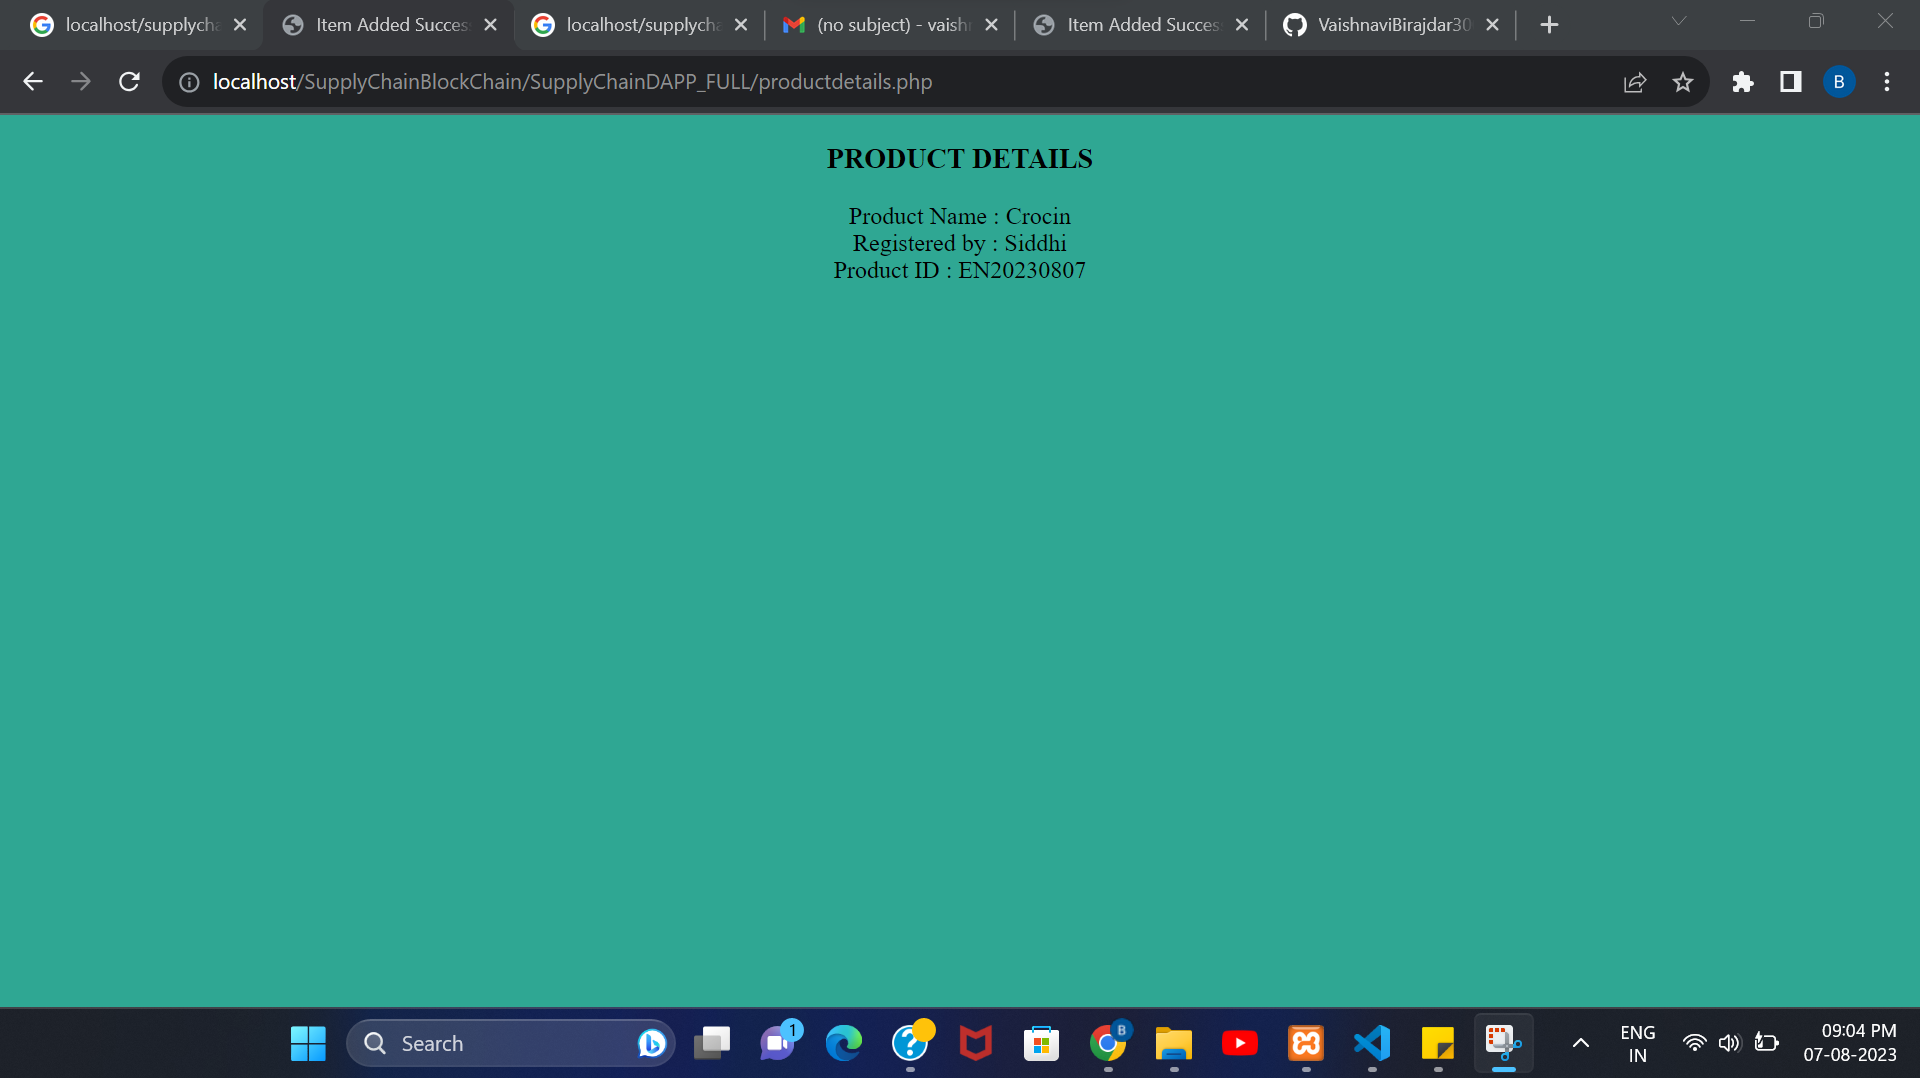 localhost/supplycha
Item Added Succes
localhost/supplycha
(no subject) - vaish
Item Added Success
VaishnaviBirajdar30
localhost/SupplyChainBlockChain/SupplyChainDAPP_FULL/productdetails.php
B
PRODUCT DETAILS
Product Name : Crocin
Registered by : Siddhi
Product ID : EN20230807
Search
1
B
ENG
IN
09:04 PM
07-08-2023